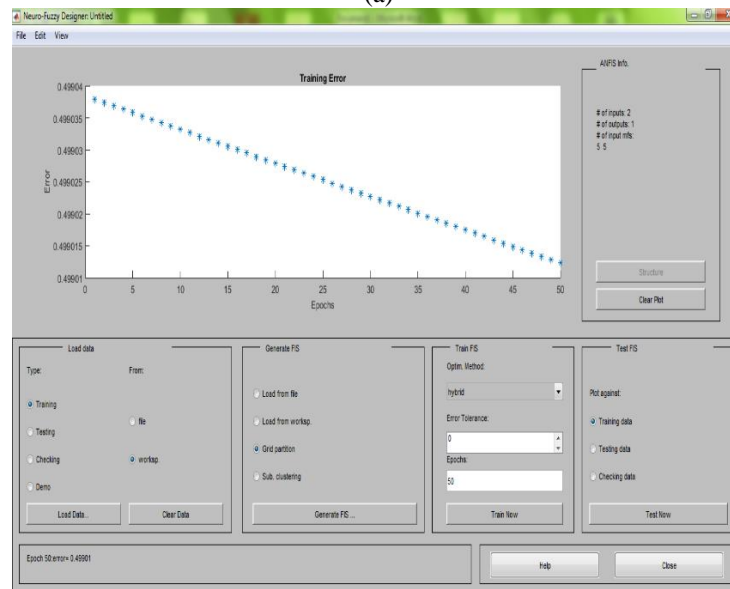 (a)
Neuro-Fuzzy Designer: Untitled
File Edit View
Training Error
0.49904
0.499035
0.49903
0.499025
0.49902
0.499015
0.49901
Error
0 5 10 15 20 25 30 35 40 45 50
Epochs
ANFIS Info.
# of inputs: 2
# of outputs: 1
# of input mfs:
5 5
Structure
Clear Plot
Load data
Type: From:
Training
file
Testing
Checking
worksp.
Demo
Load Data...
Clear Data
Generate FIS
Load from file
Load from worksp.
Grid partition
Sub. clustering
Generate FIS ...
Train FIS
Optim. Method:
hybrid
Error Tolerance:
0
Epochs:
50
Train Now
Test FIS
Plot against:
Training data
Testing data
Checking data
Test Now
Epoch 50:error= 0.49901
Help
Close